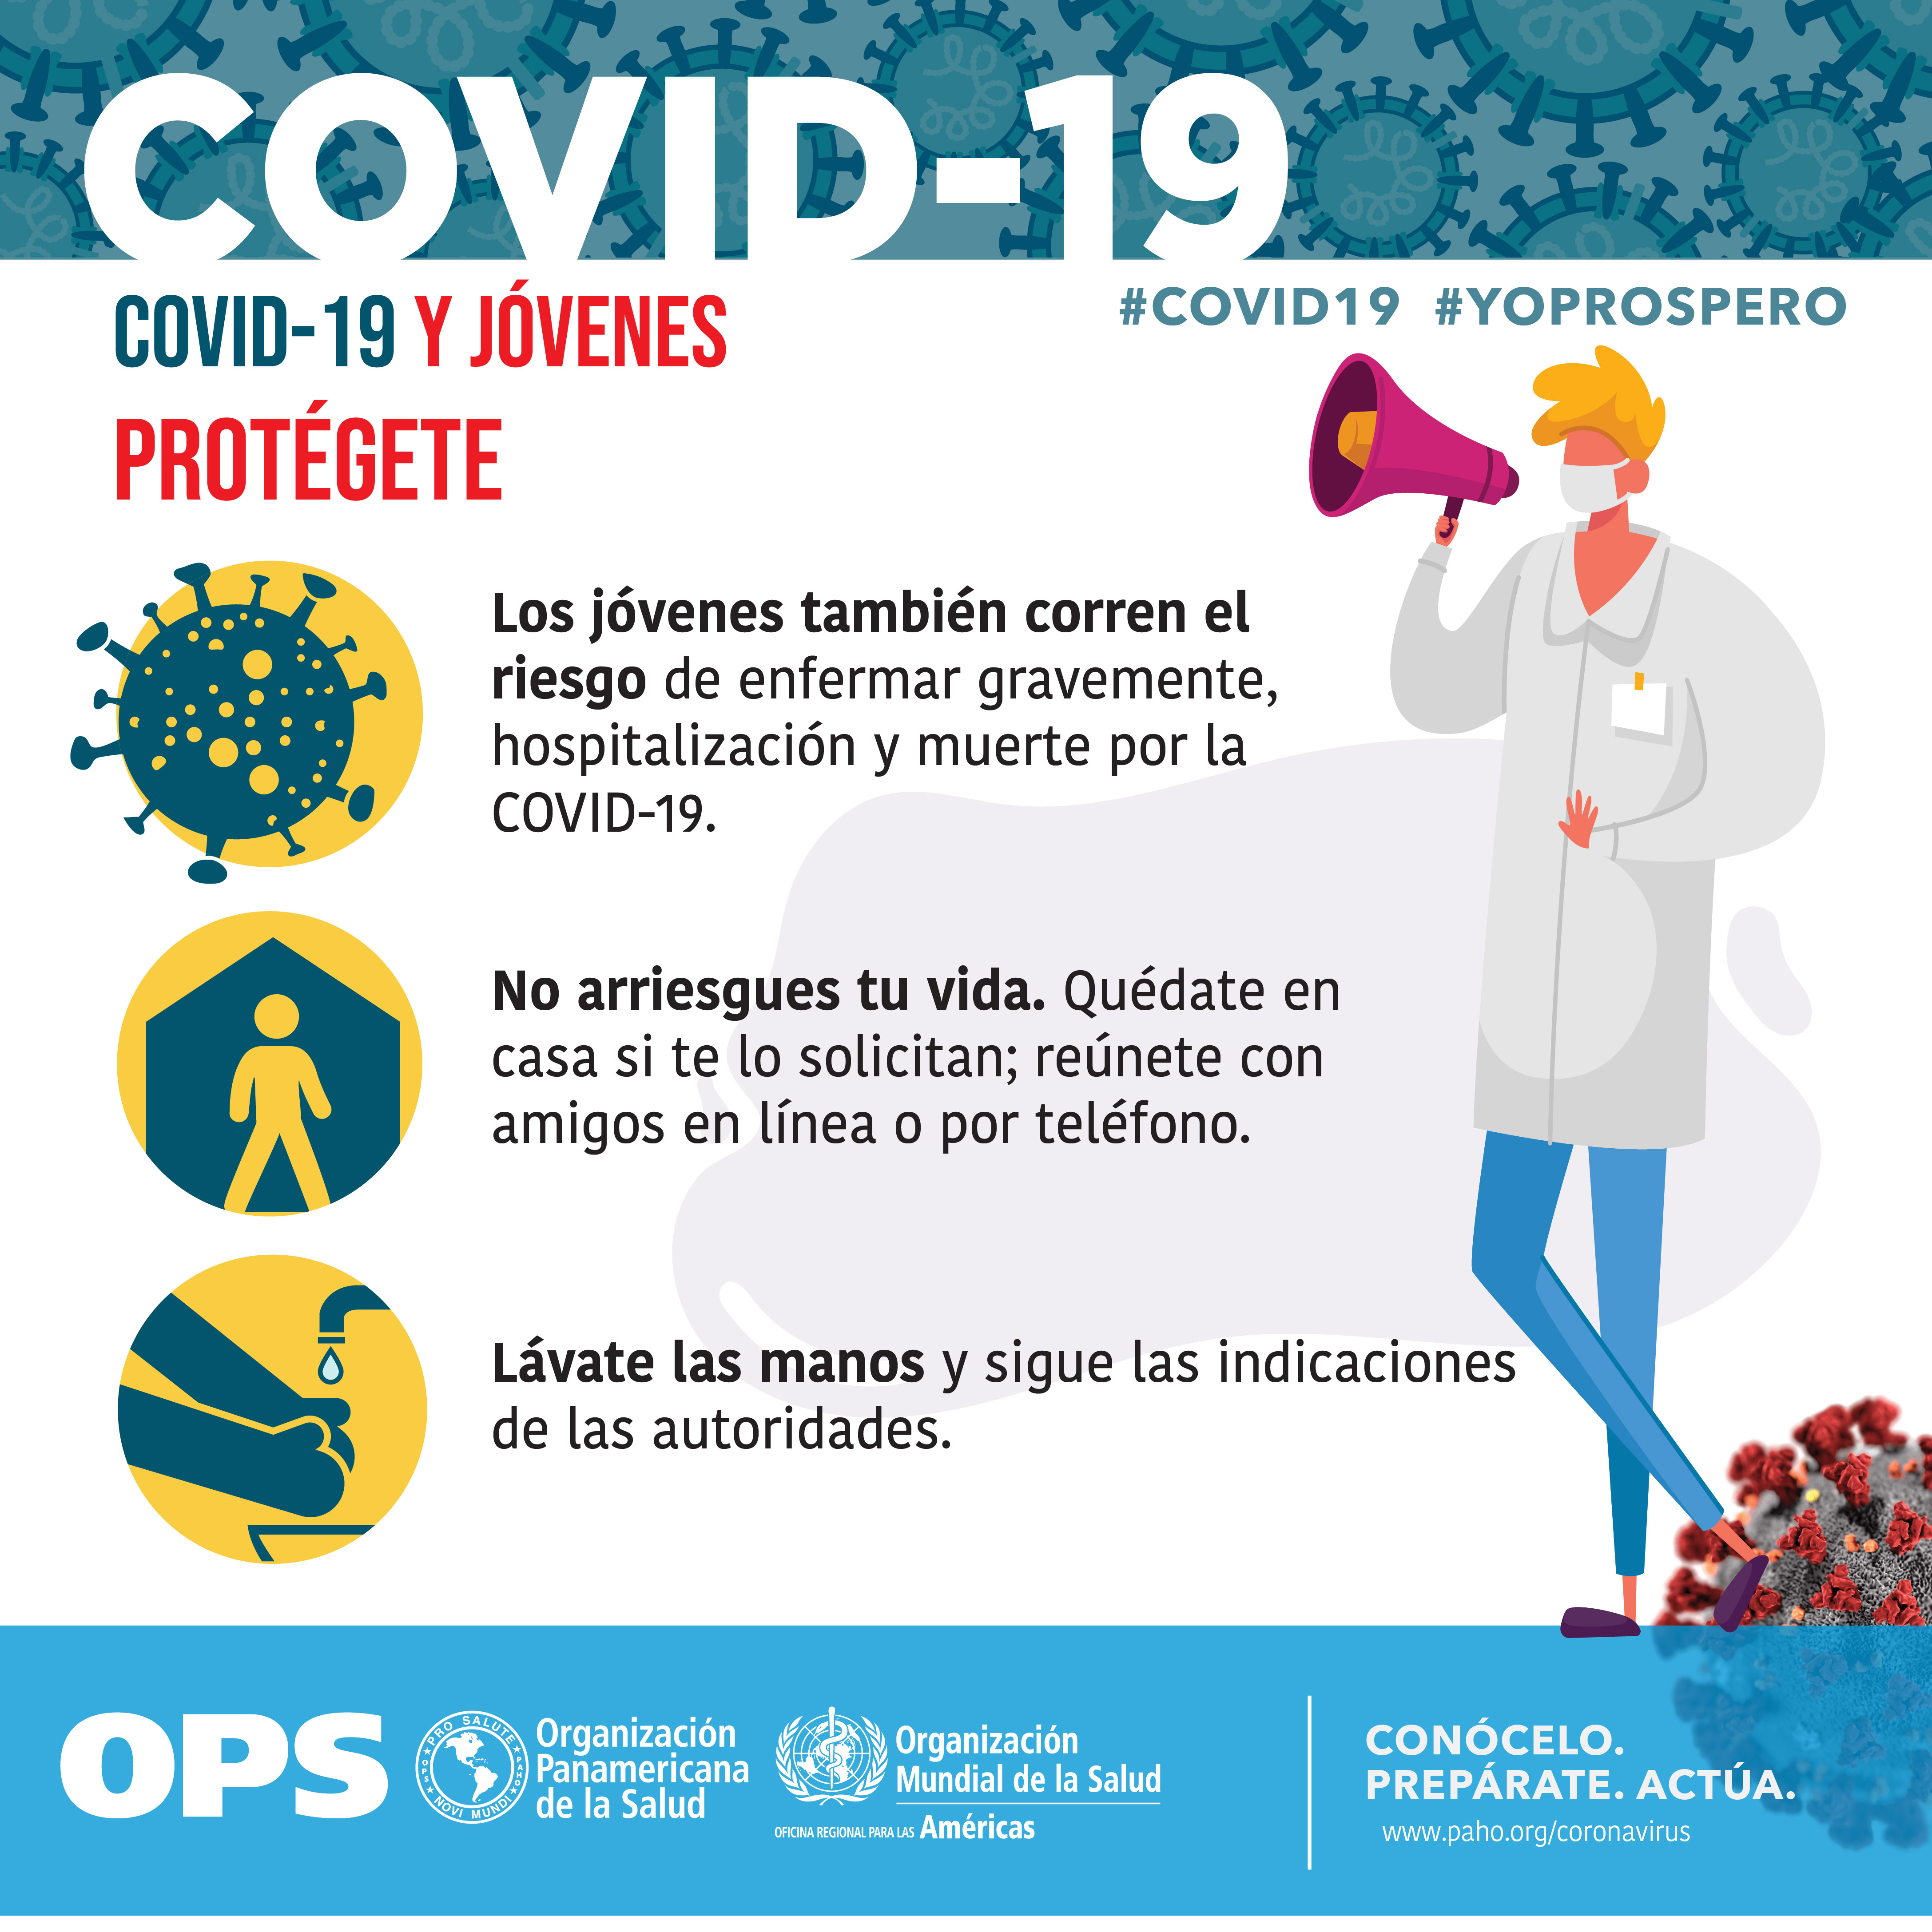 COVID-19
COVID-19 Y JÓVENES
#COVID19 #YOPROSPERO
PROTÉGETE
Los jóvenes también corren el
riesgo de enfermar gravemente,
hospitalización y muerte por la
COVID-19.
No arriesgues tu vida. Quédate en
casa si te lo solicitan; reúnete con
amigos en línea o por teléfono.
Lávate las manos y sigue las indicaciones
de las autoridades.
OPS
PRO SALUTE
NOVI MUNDI
OPS
PAHO
Organización
Panamericana
de la Salud
Organización
Mundial de la Salud
OFICINA REGIONAL PARA LAS Américas
CONÓCELO.
PREPÁRATE. ACTÚA.
www.paho.org/coronavirus